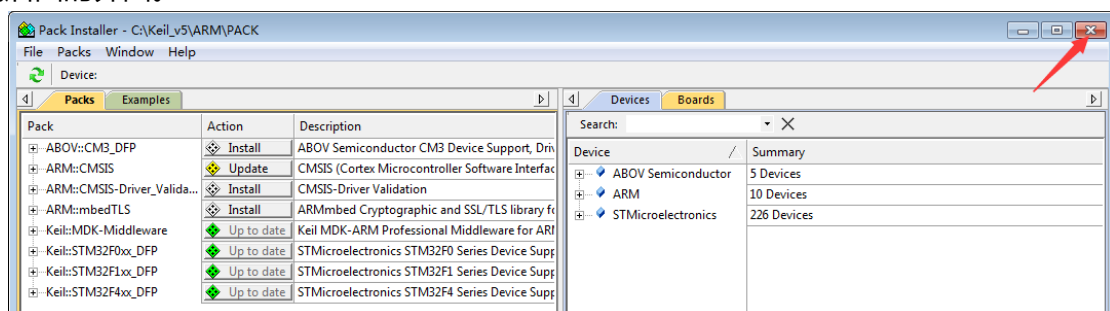 Pack Installer - C:\Keil_v5\ARM\PACK
File Packs Window Help
Device:
Packs Examples
Devices Boards
Pack Action Description
Search:
ABOV::CM3_DFP Install ABOV Semiconductor CM3 Device Support, Driv
Device / Summary
ARM::CMSIS Update CMSIS (Cortex Microcontroller Software Interfac
ABOV Semiconductor 5 Devices
ARM::CMSIS-Driver_Valida... Install CMSIS-Driver Validation
ARM 10 Devices
ARM::mbedTLS Install ARMmbed Cryptographic and SSL/TLS library fo
STMicroelectronics 226 Devices
Keil::MDK-Middleware Up to date Keil MDK-ARM Professional Middleware for ARM
Keil::STM32F0xx_DFP Up to date STMicroelectronics STM32F0 Series Device Supp
Keil::STM32F1xx_DFP Up to date STMicroelectronics STM32F1 Series Device Supp
Keil::STM32F4xx_DFP Up to date STMicroelectronics STM32F4 Series Device Supp